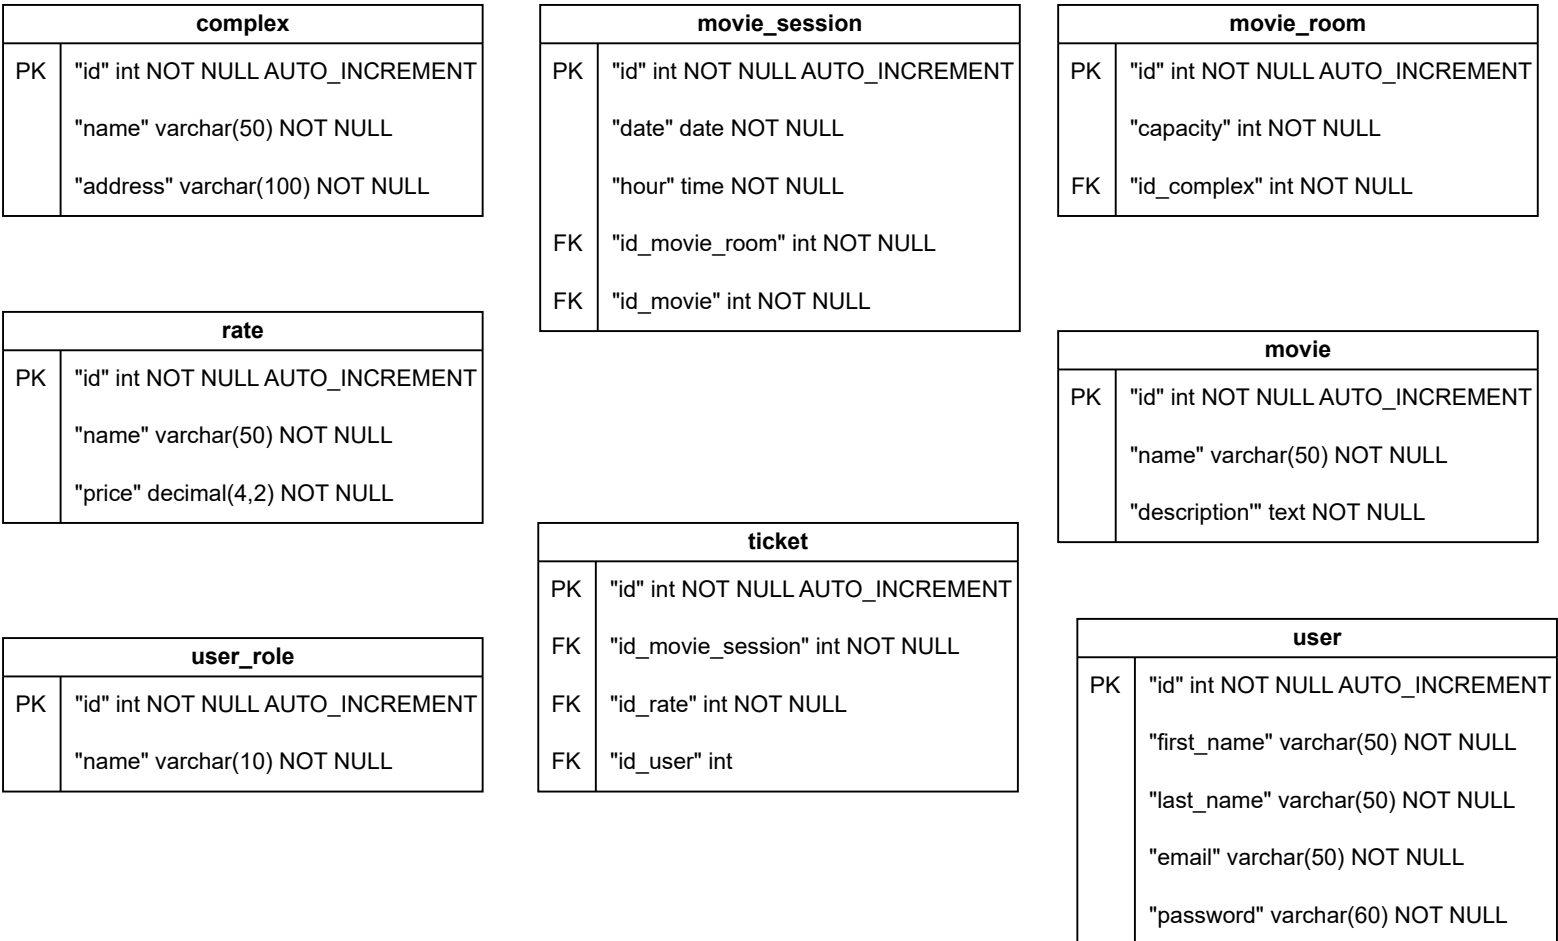 complex
PK "id" int NOT NULL AUTO_INCREMENT
"name" varchar(50) NOT NULL
"address" varchar(100) NOT NULL
movie_session
PK "id" int NOT NULL AUTO_INCREMENT
"date" date NOT NULL
"hour" time NOT NULL
FK "id_movie_room" int NOT NULL
FK "id_movie" int NOT NULL
movie_room
PK "id" int NOT NULL AUTO_INCREMENT
"capacity" int NOT NULL
FK "id_complex" int NOT NULL
rate
PK "id" int NOT NULL AUTO_INCREMENT
"name" varchar(50) NOT NULL
"price" decimal(4,2) NOT NULL
movie
PK "id" int NOT NULL AUTO_INCREMENT
"name" varchar(50) NOT NULL
"description'" text NOT NULL
ticket
PK "id" int NOT NULL AUTO_INCREMENT
FK "id_movie_session" int NOT NULL
FK "id_rate" int NOT NULL
FK "id_user" int
user_role
PK "id" int NOT NULL AUTO_INCREMENT
"name" varchar(10) NOT NULL
user
PK "id" int NOT NULL AUTO_INCREMENT
"first_name" varchar(50) NOT NULL
"last_name" varchar(50) NOT NULL
"email" varchar(50) NOT NULL
"password" varchar(60) NOT NULL